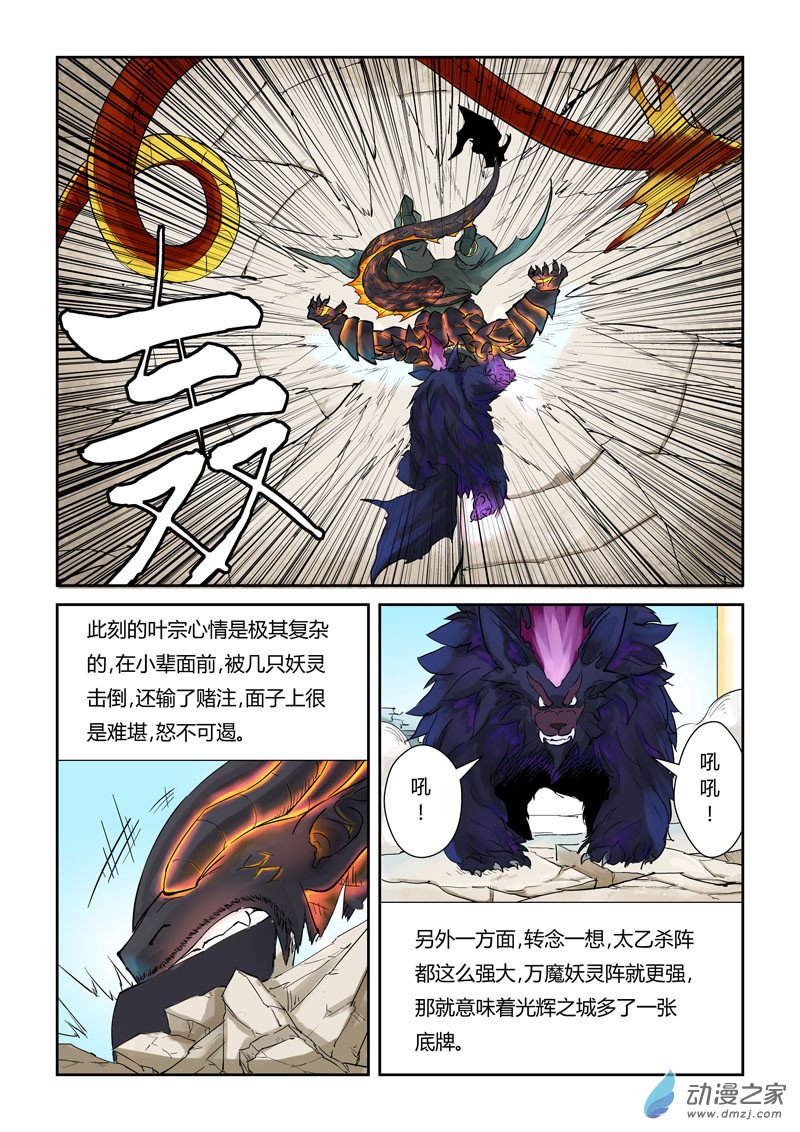 轰
此刻的叶宗心情是极其复杂
的,在小辈面前,被几只妖灵
击倒,还输了赌注,面子上很
是难堪,怒不可遏。
吼
!
吼
吼
!
另外一方面,转念一想,太乙杀阵
都这么强大,万魔妖灵阵就更强,
那就意味着光辉之城多了一张
底牌。
动漫之家
www.dmzj.com